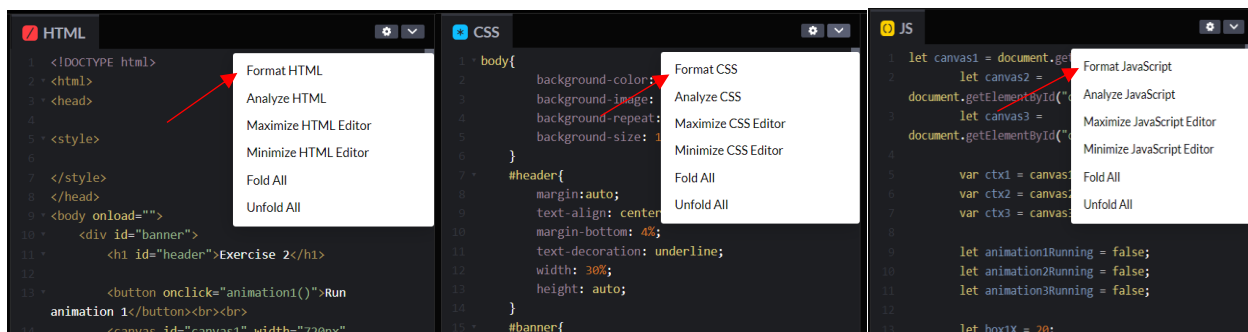 HTML
1 <!DOCTYPE html>
2 <html>
3 <head>
4
5 <style>
6
7 </style>
8 </head>
9 <body onload="">
10 <div id="banner">
11 <h1 id="header">Exercise 2</h1>
12
13 <button onclick="animation1()">Run
animation 1</button><br><br>
14 <canvas id="canvas1" width="720px"
Format HTML
Analyze HTML
Maximize HTML Editor
Minimize HTML Editor
Fold All
Unfold All
CSS
1 body{
2 background-color:
3 background-image:
4 background-repeat:
5 background-size: 1
6 }
7 #header{
8 margin:auto;
9 text-align: center
10 margin-bottom: 4%;
11 text-decoration: underline;
12 width: 30%;
13 height: auto;
14 }
15 #banner{
Format CSS
Analyze CSS
Maximize CSS Editor
Minimize CSS Editor
Fold All
Unfold All
JS
1 let canvas1 = document.get
2 let canvas2 =
document.getElementById("c
3 let canvas3 =
document.getElementById("c
4
5 var ctx1 = canvas1
6 var ctx2 = canvas2
7 var ctx3 = canvas3
8
9 let animation1Running = false;
10 let animation2Running = false;
11 let animation3Running = false;
12
13 let box1X = 20;
Format JavaScript
Analyze JavaScript
Maximize JavaScript Editor
Minimize JavaScript Editor
Fold All
Unfold All